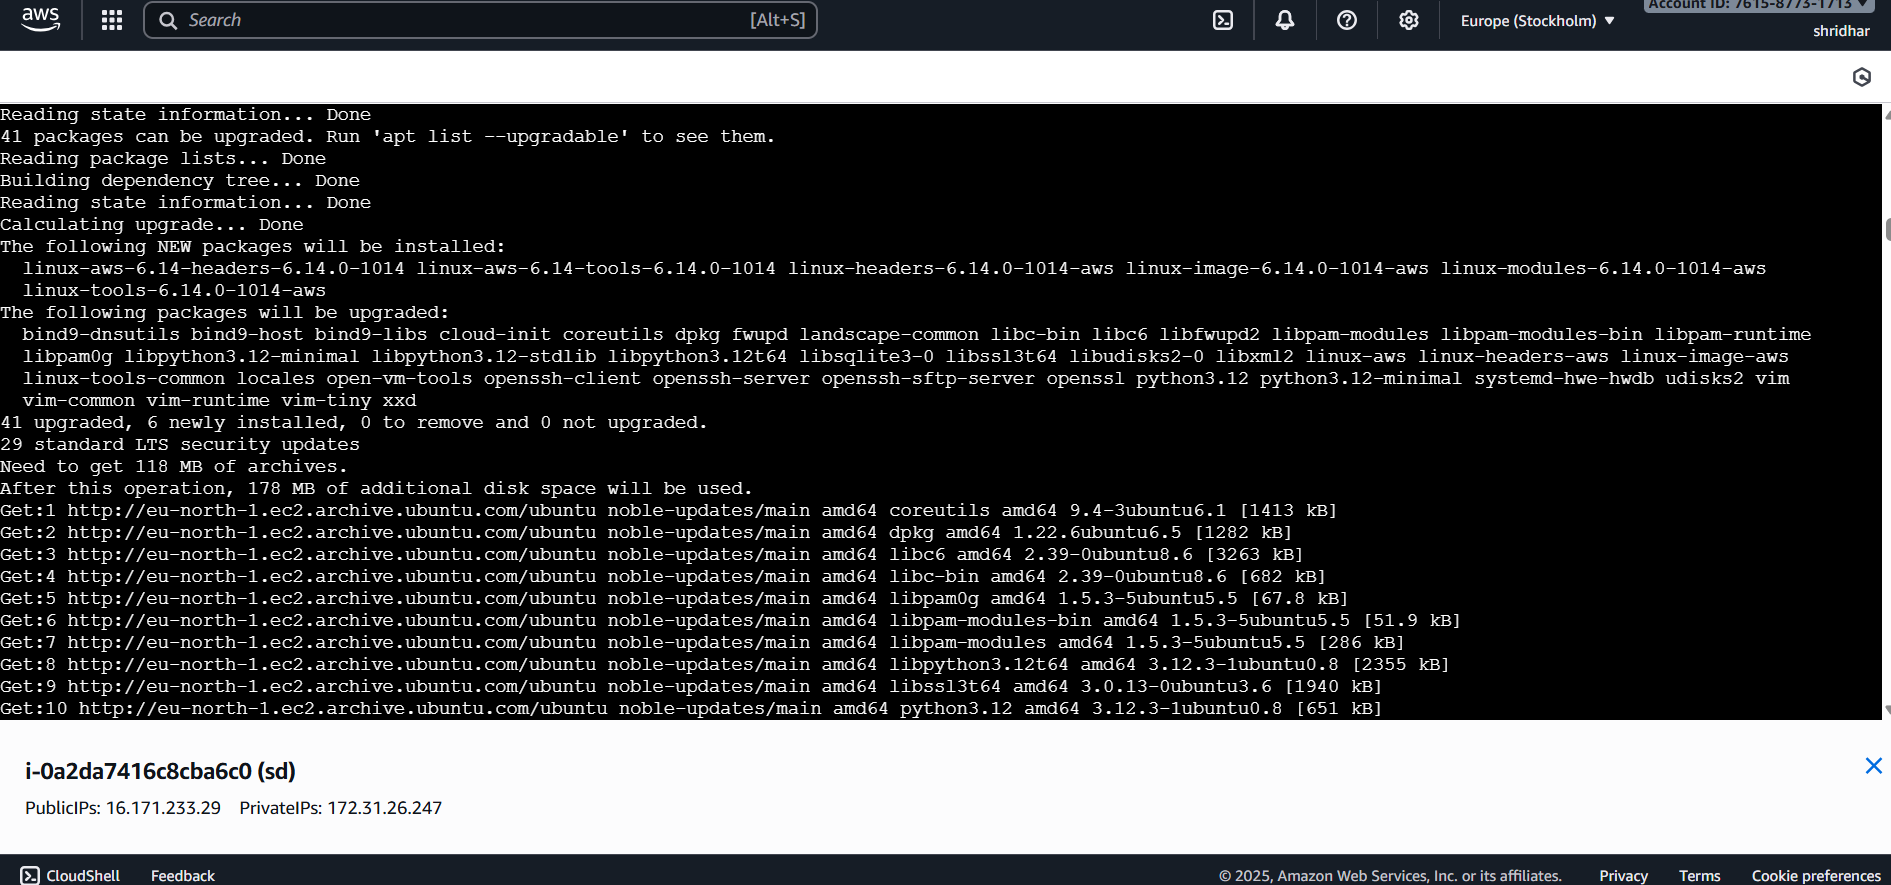 aws
Search [Alt+S]
Europe (Stockholm)
Account ID: 7615-8773-1713
shridhar
Reading state information... Done
41 packages can be upgraded. Run 'apt list --upgradable' to see them.
Reading package lists... Done
Building dependency tree... Done
Reading state information... Done
Calculating upgrade... Done
The following NEW packages will be installed:
linux-aws-6.14-headers-6.14.0-1014 linux-aws-6.14-tools-6.14.0-1014 linux-headers-6.14.0-1014-aws linux-image-6.14.0-1014-aws linux-modules-6.14.0-1014-aws
linux-tools-6.14.0-1014-aws
The following packages will be upgraded:
bind9-dnsutils bind9-host bind9-libs cloud-init coreutils dpkg fwupd landscape-common libc-bin libc6 libfwupd2 libpam-modules libpam-modules-bin libpam-runtime
libpam0g libpython3.12-minimal libpython3.12-stdlib libpython3.12t64 libsqlite3-0 libssl3t64 libudisks2-0 libxml2 linux-aws linux-headers-aws linux-image-aws
linux-tools-common locales open-vm-tools openssh-client openssh-server openssh-sftp-server openssl python3.12 python3.12-minimal systemd-hwe-hwdb udisks2 vim
vim-common vim-runtime vim-tiny xxd
41 upgraded, 6 newly installed, 0 to remove and 0 not upgraded.
29 standard LTS security updates
Need to get 118 MB of archives.
After this operation, 178 MB of additional disk space will be used.
Get:1 http://eu-north-1.ec2.archive.ubuntu.com/ubuntu noble-updates/main amd64 coreutils amd64 9.4-3ubuntu6.1 [1413 kB]
Get:2 http://eu-north-1.ec2.archive.ubuntu.com/ubuntu noble-updates/main amd64 dpkg amd64 1.22.6ubuntu6.5 [1282 kB]
Get:3 http://eu-north-1.ec2.archive.ubuntu.com/ubuntu noble-updates/main amd64 libc6 amd64 2.39-0ubuntu8.6 [3263 kB]
Get:4 http://eu-north-1.ec2.archive.ubuntu.com/ubuntu noble-updates/main amd64 libc-bin amd64 2.39-0ubuntu8.6 [682 kB]
Get:5 http://eu-north-1.ec2.archive.ubuntu.com/ubuntu noble-updates/main amd64 libpam0g amd64 1.5.3-5ubuntu5.5 [67.8 kB]
Get:6 http://eu-north-1.ec2.archive.ubuntu.com/ubuntu noble-updates/main amd64 libpam-modules-bin amd64 1.5.3-5ubuntu5.5 [51.9 kB]
Get:7 http://eu-north-1.ec2.archive.ubuntu.com/ubuntu noble-updates/main amd64 libpam-modules amd64 1.5.3-5ubuntu5.5 [286 kB]
Get:8 http://eu-north-1.ec2.archive.ubuntu.com/ubuntu noble-updates/main amd64 libpython3.12t64 amd64 3.12.3-1ubuntu0.8 [2355 kB]
Get:9 http://eu-north-1.ec2.archive.ubuntu.com/ubuntu noble-updates/main amd64 libssl3t64 amd64 3.0.13-0ubuntu3.6 [1940 kB]
Get:10 http://eu-north-1.ec2.archive.ubuntu.com/ubuntu noble-updates/main amd64 python3.12 amd64 3.12.3-1ubuntu0.8 [651 kB]
i-0a2da7416c8cba6c0 (sd)
PublicIPs: 16.171.233.29 PrivateIPs: 172.31.26.247
CloudShell Feedback © 2025, Amazon Web Services, Inc. or its affiliates. Privacy Terms Cookie preferences